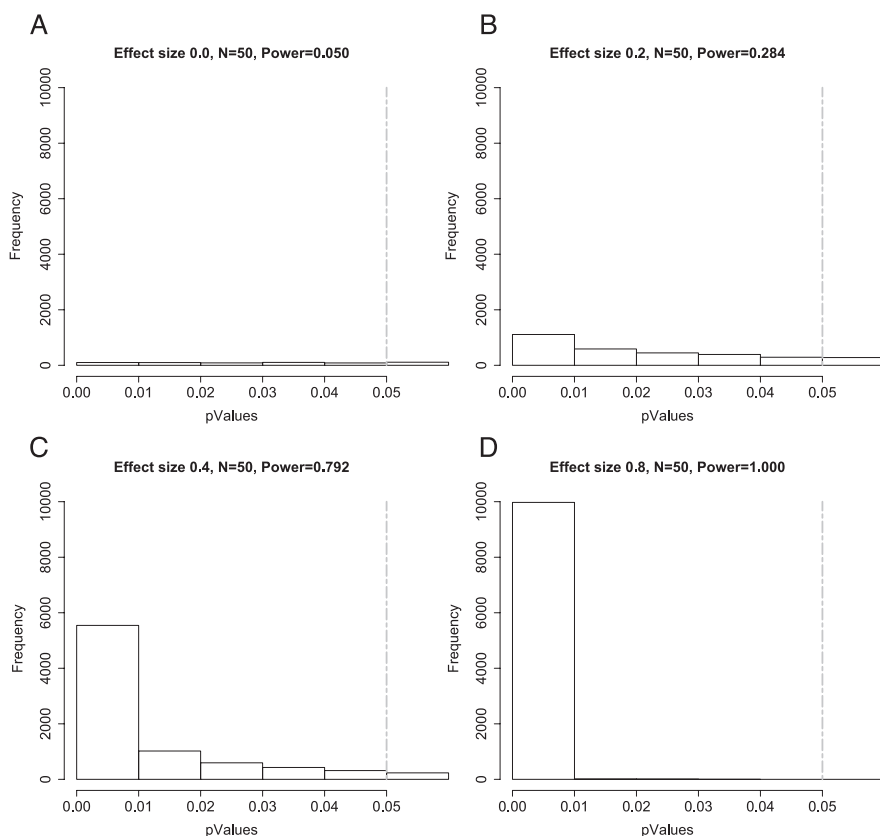 A
Effect size 0.0, N=50, Power=0.050
Frequency
10000
8000
6000
4000
2000
0
0.00 0.01 0.02 0.03 0.04 0.05
pValues
B
Effect size 0.2, N=50, Power=0.284
Frequency
10000
8000
6000
4000
2000
0
0.00 0.01 0.02 0.03 0.04 0.05
pValues
C
Effect size 0.4, N=50, Power=0.792
Frequency
10000
8000
6000
4000
2000
0
0.00 0.01 0.02 0.03 0.04 0.05
pValues
D
Effect size 0.8, N=50, Power=1.000
Frequency
10000
8000
6000
4000
2000
0
0.00 0.01 0.02 0.03 0.04 0.05
pValues